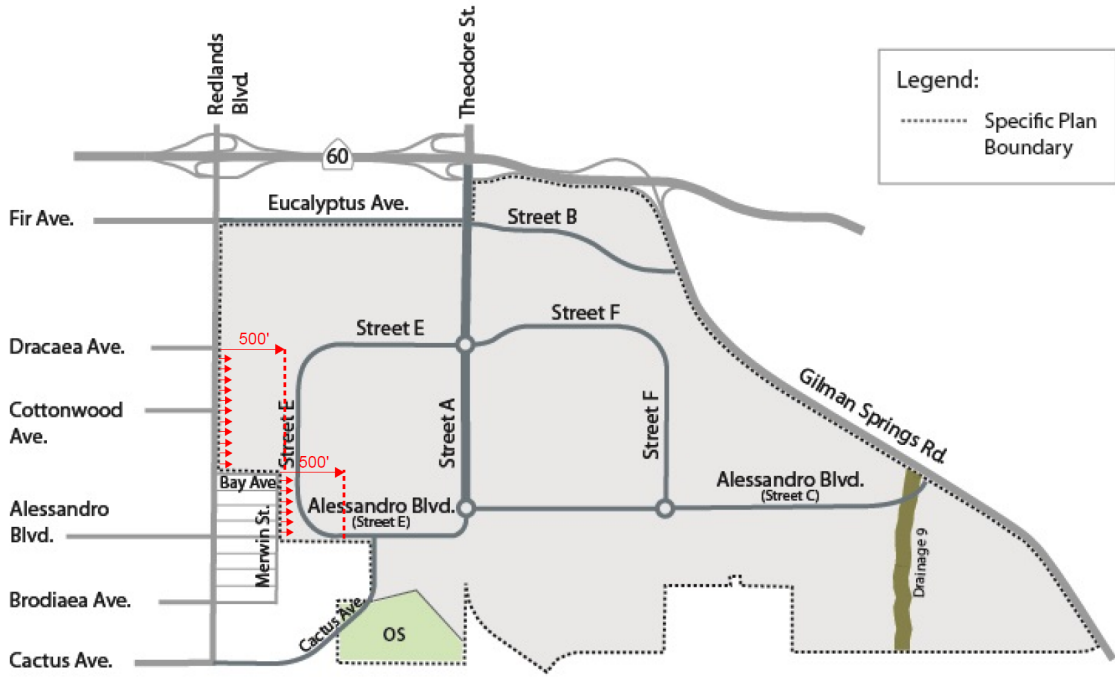 Redlands
Blvd.
Theodore St.
Legend:
Specific Plan
Boundary
60
Fir Ave.
Eucalyptus Ave.
Street B
Street F
Street E
Dracaea Ave.
500'
Gilman Springs Rd.
Cottonwood
Ave.
Street E
Street A
Street F
500'
Bay Ave.
Alessandro Blvd.
(Street C)
Alessandro Blvd.
(Street E)
Alessandro
Blvd.
Merwin St.
Drainage 9
Brodiaea Ave.
Cactus Ave.
OS
Cactus Ave.